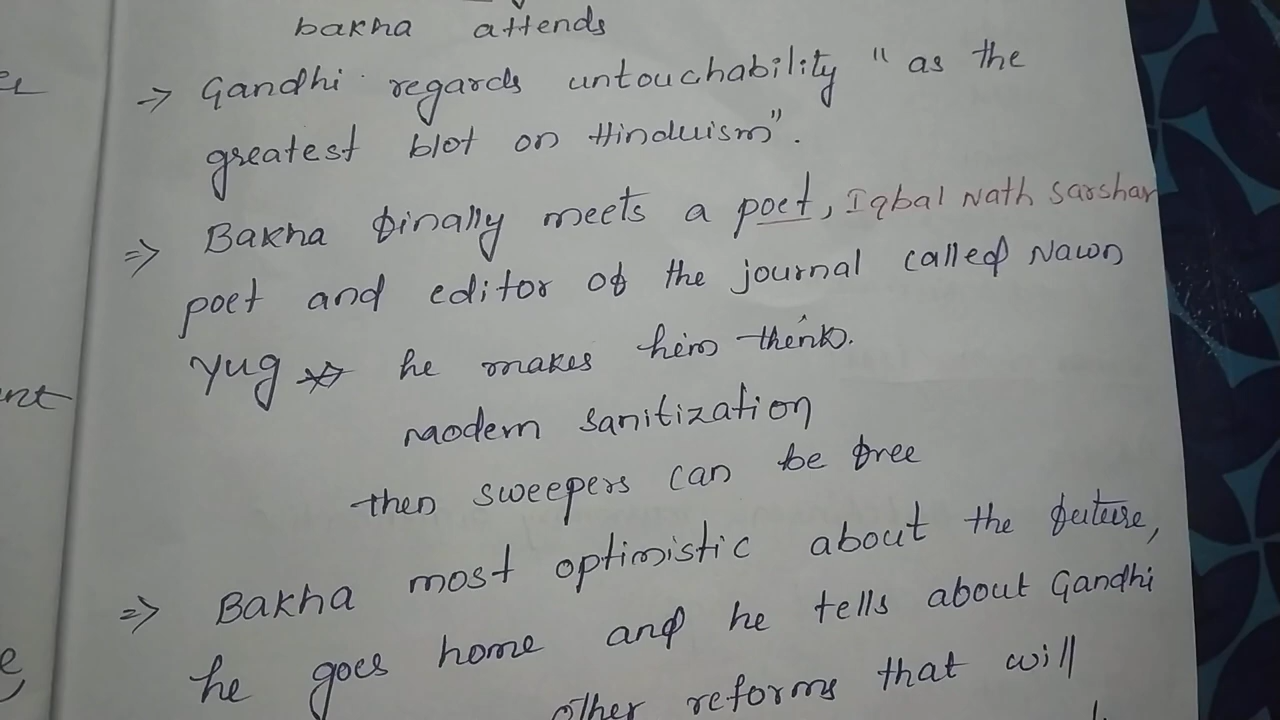 bakha attends
=> Gandhi regards untouchability " as the
greatest blot on Hinduism".
=> Bakha finally meets a poet, Iqbal Nath Sarshar
poet and editor of the journal called Nawn
Yug he makes him think.
Modern sanitization
then sweepers can be free
=> Bakha most optimistic about the future,
he goes home and he tells about Gandhi
other reforms that will